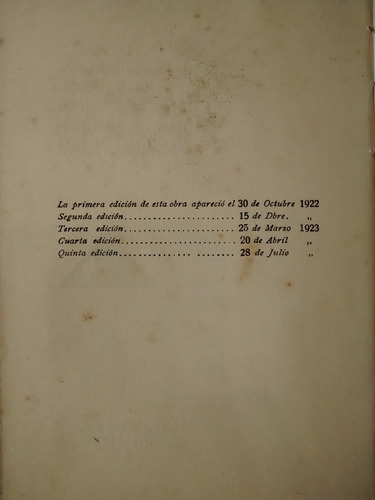 La primera edición de esta obra apareció el 30 de Octubre 1922
Segunda edición.................... 15 de Dbre. „
Tercera edición.................... 25 de Marzo 1923
Cuarta edición..................... 20 de Abril „
Quinta edición............. ........ 28 de Julio „